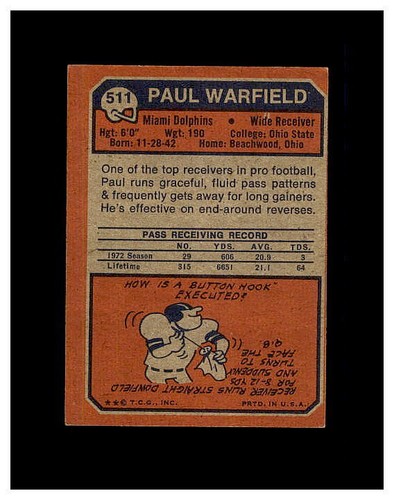 511 PAUL WARFIELD
Miami Dolphins • Wide Receiver
Hgt: 6'0" Wgt: 190 College: Ohio State
Born: 11-28-42 Home: Beachwood, Ohio
One of the top receivers in pro football,
Paul runs graceful, fluid pass patterns
& frequently gets away for long gainers.
He's effective on end-around reverses.
PASS RECEIVING RECORD
NO. YDS. AVG. TDS.
1972 Season 29 606 20.9 3
Lifetime 315 6651 21.1 64
HOW IS A "BUTTON HOOK"
EXECUTED?
RECEIVER RUNS STRAIGHT DOWNFIELD
FOR 8-12 YDS
AND SUDDENLY
TURNS TO
FACE THE
Q.B.
★★© T.C.G., INC. PRTD. IN U.S.A.